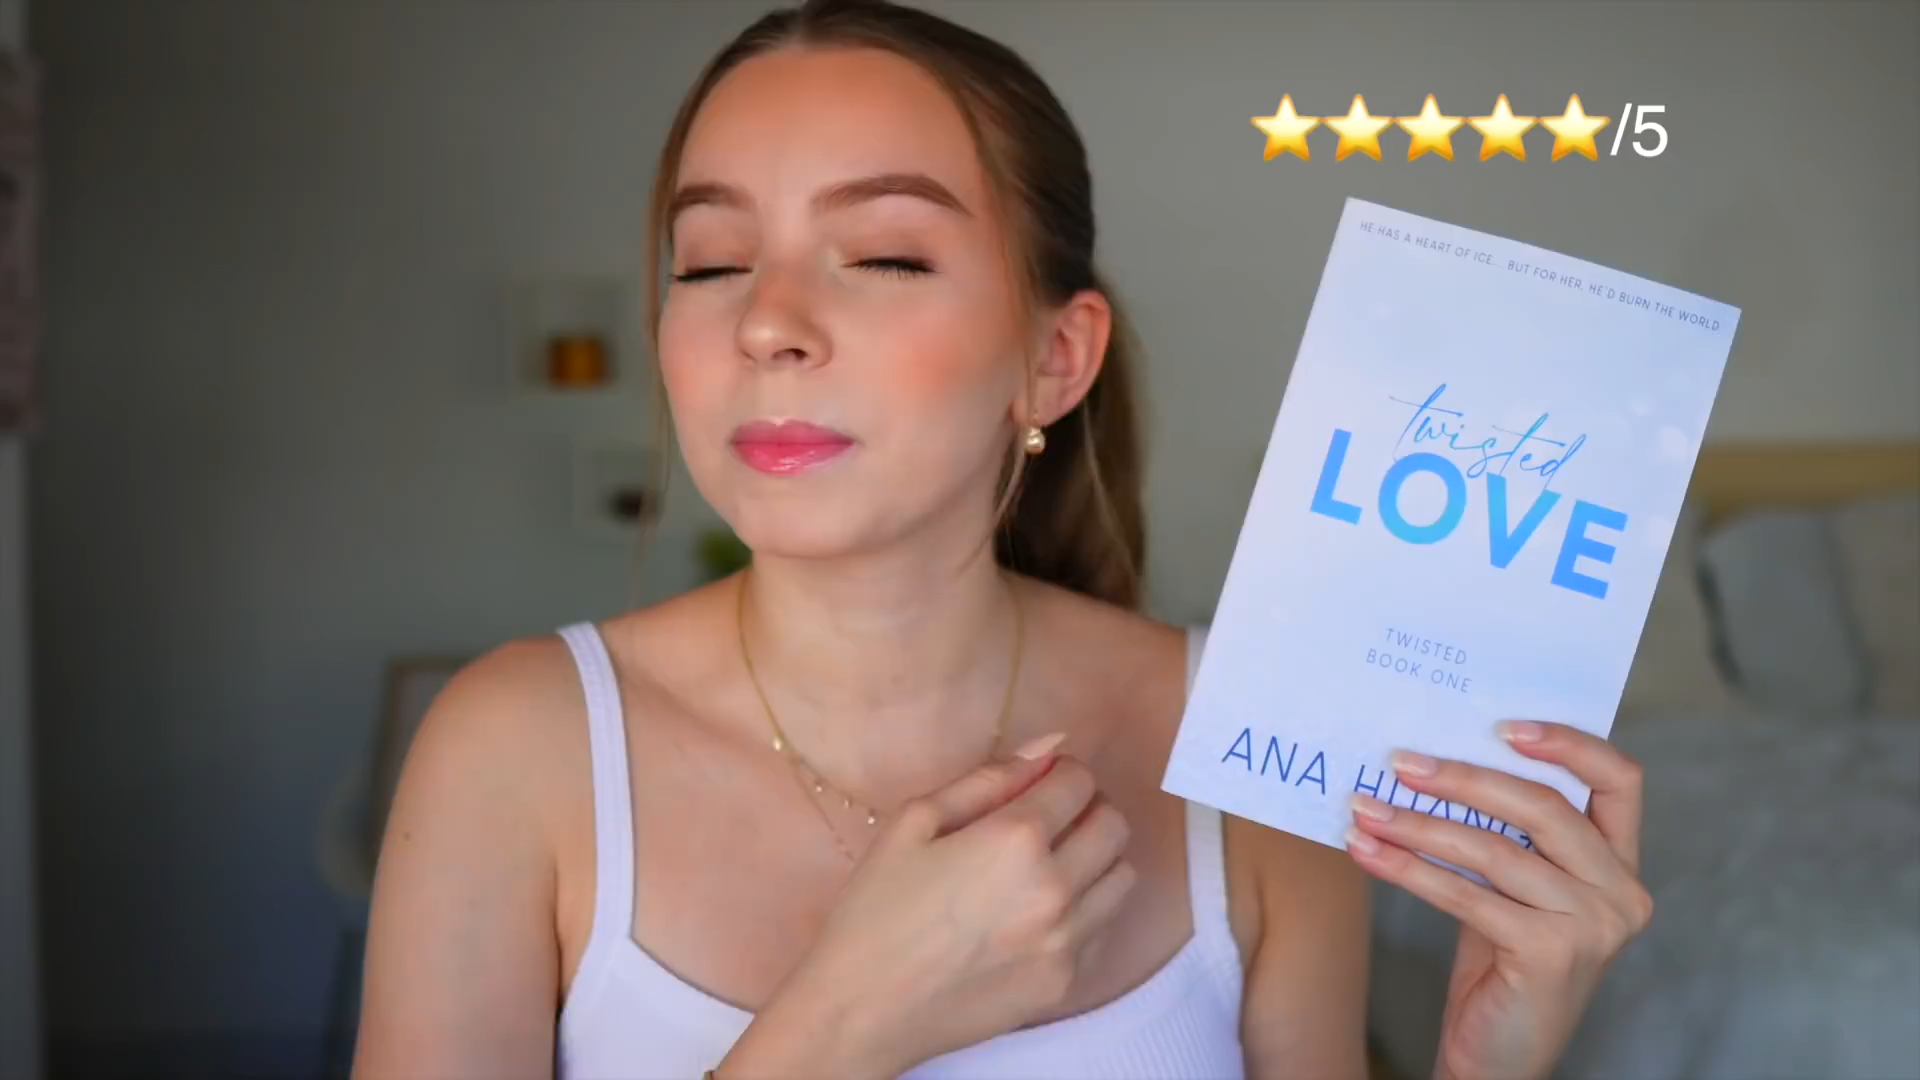 /5
HE HAS A HEART OF ICE... BUT FOR HER, HE'D BURN THE WORLD
twisted
LOVE
TWISTED
BOOK ONE
ANA HUANG